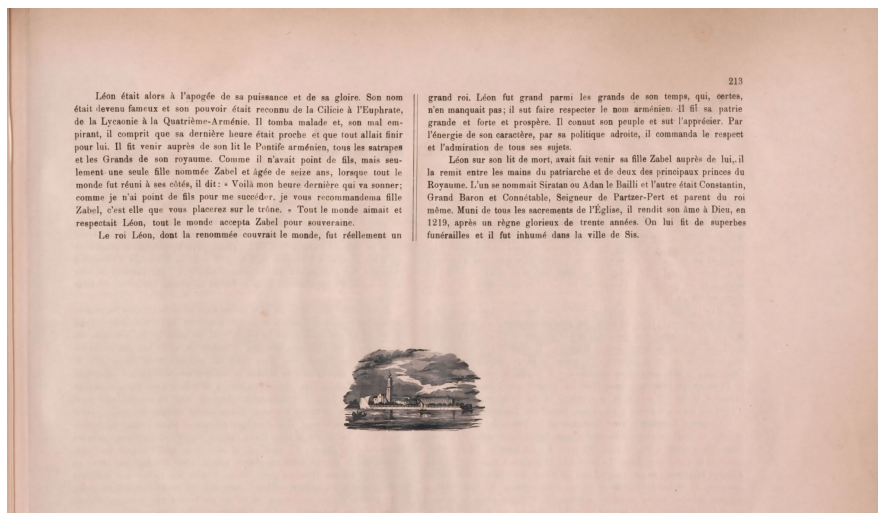 213
Léon était alors à l'apogée de sa puissance et de sa gloire. Son nom
était devenu fameux et son pouvoir était reconnu de la Cilicie à l'Euphrate,
de la Lycaonie à la Quatrième-Arménie. Il tomba malade et, son mal em-
pirant, il comprit que sa dernière heure était proche et que tout allait finir
pour lui. Il fit venir auprès de son lit le Pontife arménien, tous les satrapes
et les Grands de son royaume. Comme il n'avait point de fils, mais seu-
lement une seule fille nommée Zabel et âgée de seize ans, lorsque tout le
monde fut réuni à ses côtés, il dit : « Voilà mon heure dernière qui va sonner;
comme je n'ai point de fils pour me succéder, je vous recommandema fille
Zabel, c'est elle que vous placerez sur le trône. » Tout le monde aimait et
respectait Léon, tout le monde accepta Zabel pour souveraine.
Le roi Léon, dont la renommée couvrait le monde, fut réellement un
grand roi. Léon fut grand parmi les grands de son temps, qui, certes,
n'en manquait pas; il sut faire respecter le nom arménien. Il fit sa patrie
grande et forte et prospère. Il connut son peuple et sut l'apprécier. Par
l'énergie de son caractère, par sa politique adroite, il commanda le respect
et l'admiration de tous ses sujets.
Léon sur son lit de mort, avait fait venir sa fille Zabel auprès de lui, il
la remit entre les mains du patriarche et de deux des principaux princes du
Royaume. L'un se nommait Siratan ou Adan le Bailli et l'autre était Constantin,
Grand Baron et Connétable, Seigneur de Partzer-Pert et parent du roi
même. Muni de tous les sacrements de l'Église, il rendit son âme à Dieu, en
1219, après un règne glorieux de trente années. On lui fit de superbes
funérailles et il fut inhumé dans la ville de Sis.